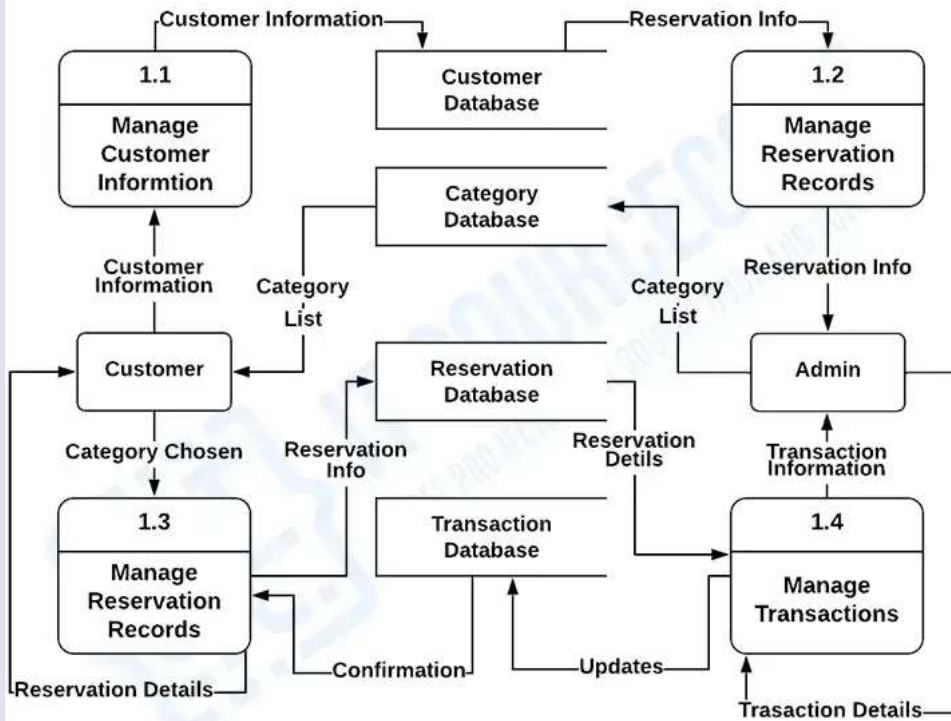 Customer Information
Reservation Info
1.1
Manage
Customer
Informtion
Customer
Database
1.2
Manage
Reservation
Records
Category
Database
Customer
Information
Category
List
Category
List
Reservation Info
Customer
Reservation
Database
Admin
Category Chosen
Reservation
Info
Reservation
Detils
Transaction
Information
1.3
Manage
Reservation
Records
Transaction
Database
1.4
Manage
Transactions
Reservation Details
Confirmation
Updates
Trasaction Details